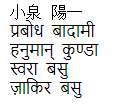 小泉 陽一
प्रबोध बादामी
हनुमान् कुण्डा
स्वरा बसु
ज़ाकिर बसु